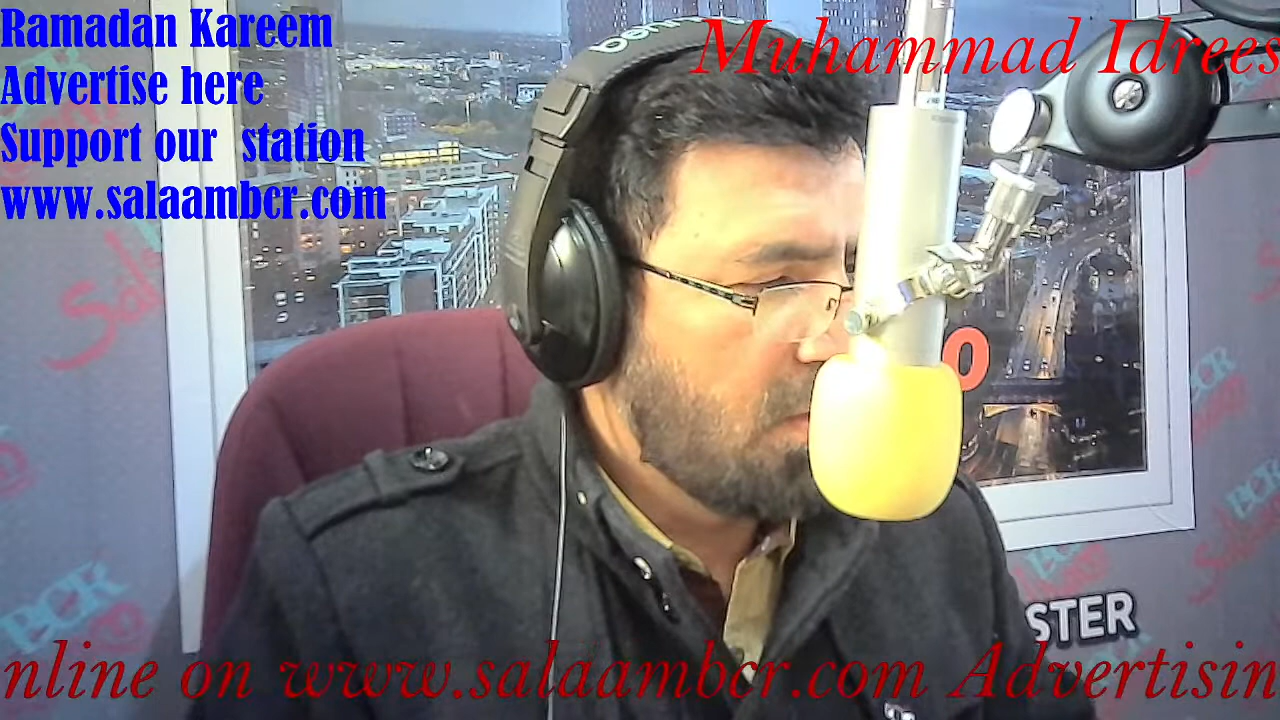 Ramadan Kareem
Advertise here
Support our station
www.salaambcr.com
Muhammad Idrees
STER
BCR
nline on www.salaambcr.com Advertisin